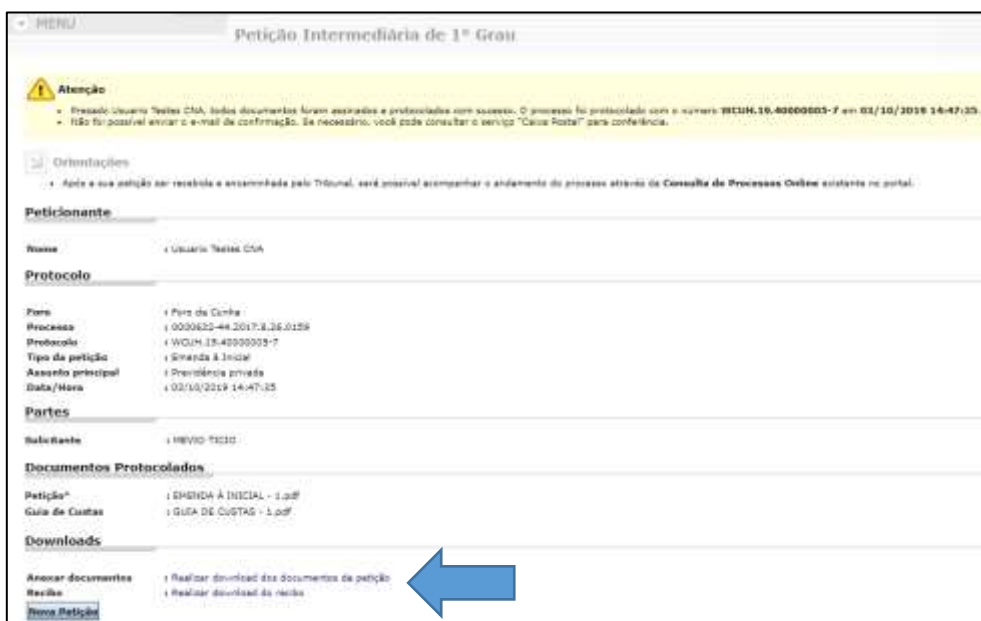 MENU
Petição Intermediária de 1º Grau
Atenção
Prezado Usuario Testes CNA, todos documentos foram assinados e protocolados com sucesso. O processo foi protocolado com o número WCUH.19.40000005-7 em 03/10/2019 14:47:35.
Não foi possível enviar o e-mail de confirmação. Se necessário, você pode consultar o serviço "Caixa Postal" para conferência.
Orientações
Após a sua petição ser recebida e encaminhada pelo Tribunal, será possível acompanhar o andamento do processo através da Consulta de Processos Online existente no portal.
Peticionante
Nome : Usuario Testes CNA
Protocolo
Foro : Foro de Cunha
Processo : 0000622-44.2017.8.26.0159
Protocolo : WCUH.19.40000005-7
Tipo da petição : Emenda à Inicial
Assunto principal : Previdência privada
Data/Hora : 03/10/2019 14:47:35
Partes
Solicitante : MEVIO TICIO
Documentos Protocolados
Petição* : EMENDA À INICIAL - 1.pdf
Guia de Custas : GUIA DE CUSTAS - 1.pdf
Downloads
Anexar documentos : Realizar download dos documentos da petição
Recibo : Realizar download do recibo
Nova Petição